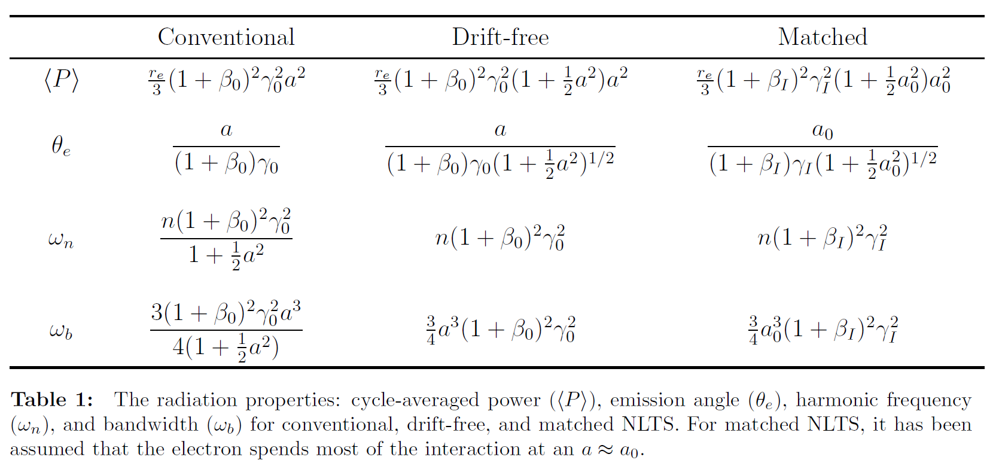 Conventional Drift-free Matched
⟨P⟩ $\frac{r_e}{3}(1+\beta_0)^2\gamma_0^2a^2$ $\frac{r_e}{3}(1+\beta_0)^2\gamma_0^2(1+\frac{1}{2}a^2)a^2$ $\frac{r_e}{3}(1+\beta_I)^2\gamma_I^2(1+\frac{1}{2}a_0^2)a_0^2$
$\theta_e$ $\frac{a}{(1+\beta_0)\gamma_0}$ $\frac{a}{(1+\beta_0)\gamma_0(1+\frac{1}{2}a^2)^{1/2}}$ $\frac{a_0}{(1+\beta_I)\gamma_I(1+\frac{1}{2}a_0^2)^{1/2}}$
$\omega_n$ $\frac{n(1+\beta_0)^2\gamma_0^2}{1+\frac{1}{2}a^2}$ $n(1+\beta_0)^2\gamma_0^2$ $n(1+\beta_I)^2\gamma_I^2$
$\omega_b$ $\frac{3(1+\beta_0)^2\gamma_0^2a^3}{4(1+\frac{1}{2}a^2)}$ $\frac{3}{4}a^3(1+\beta_0)^2\gamma_0^2$ $\frac{3}{4}a_0^3(1+\beta_I)^2\gamma_I^2$
Table 1: The radiation properties: cycle-averaged power (⟨P⟩), emission angle ($\theta_e$), harmonic frequency
($\omega_n$), and bandwidth ($\omega_b$) for conventional, drift-free, and matched NLTS. For matched NLTS, it has been
assumed that the electron spends most of the interaction at an $a \approx a_0$.